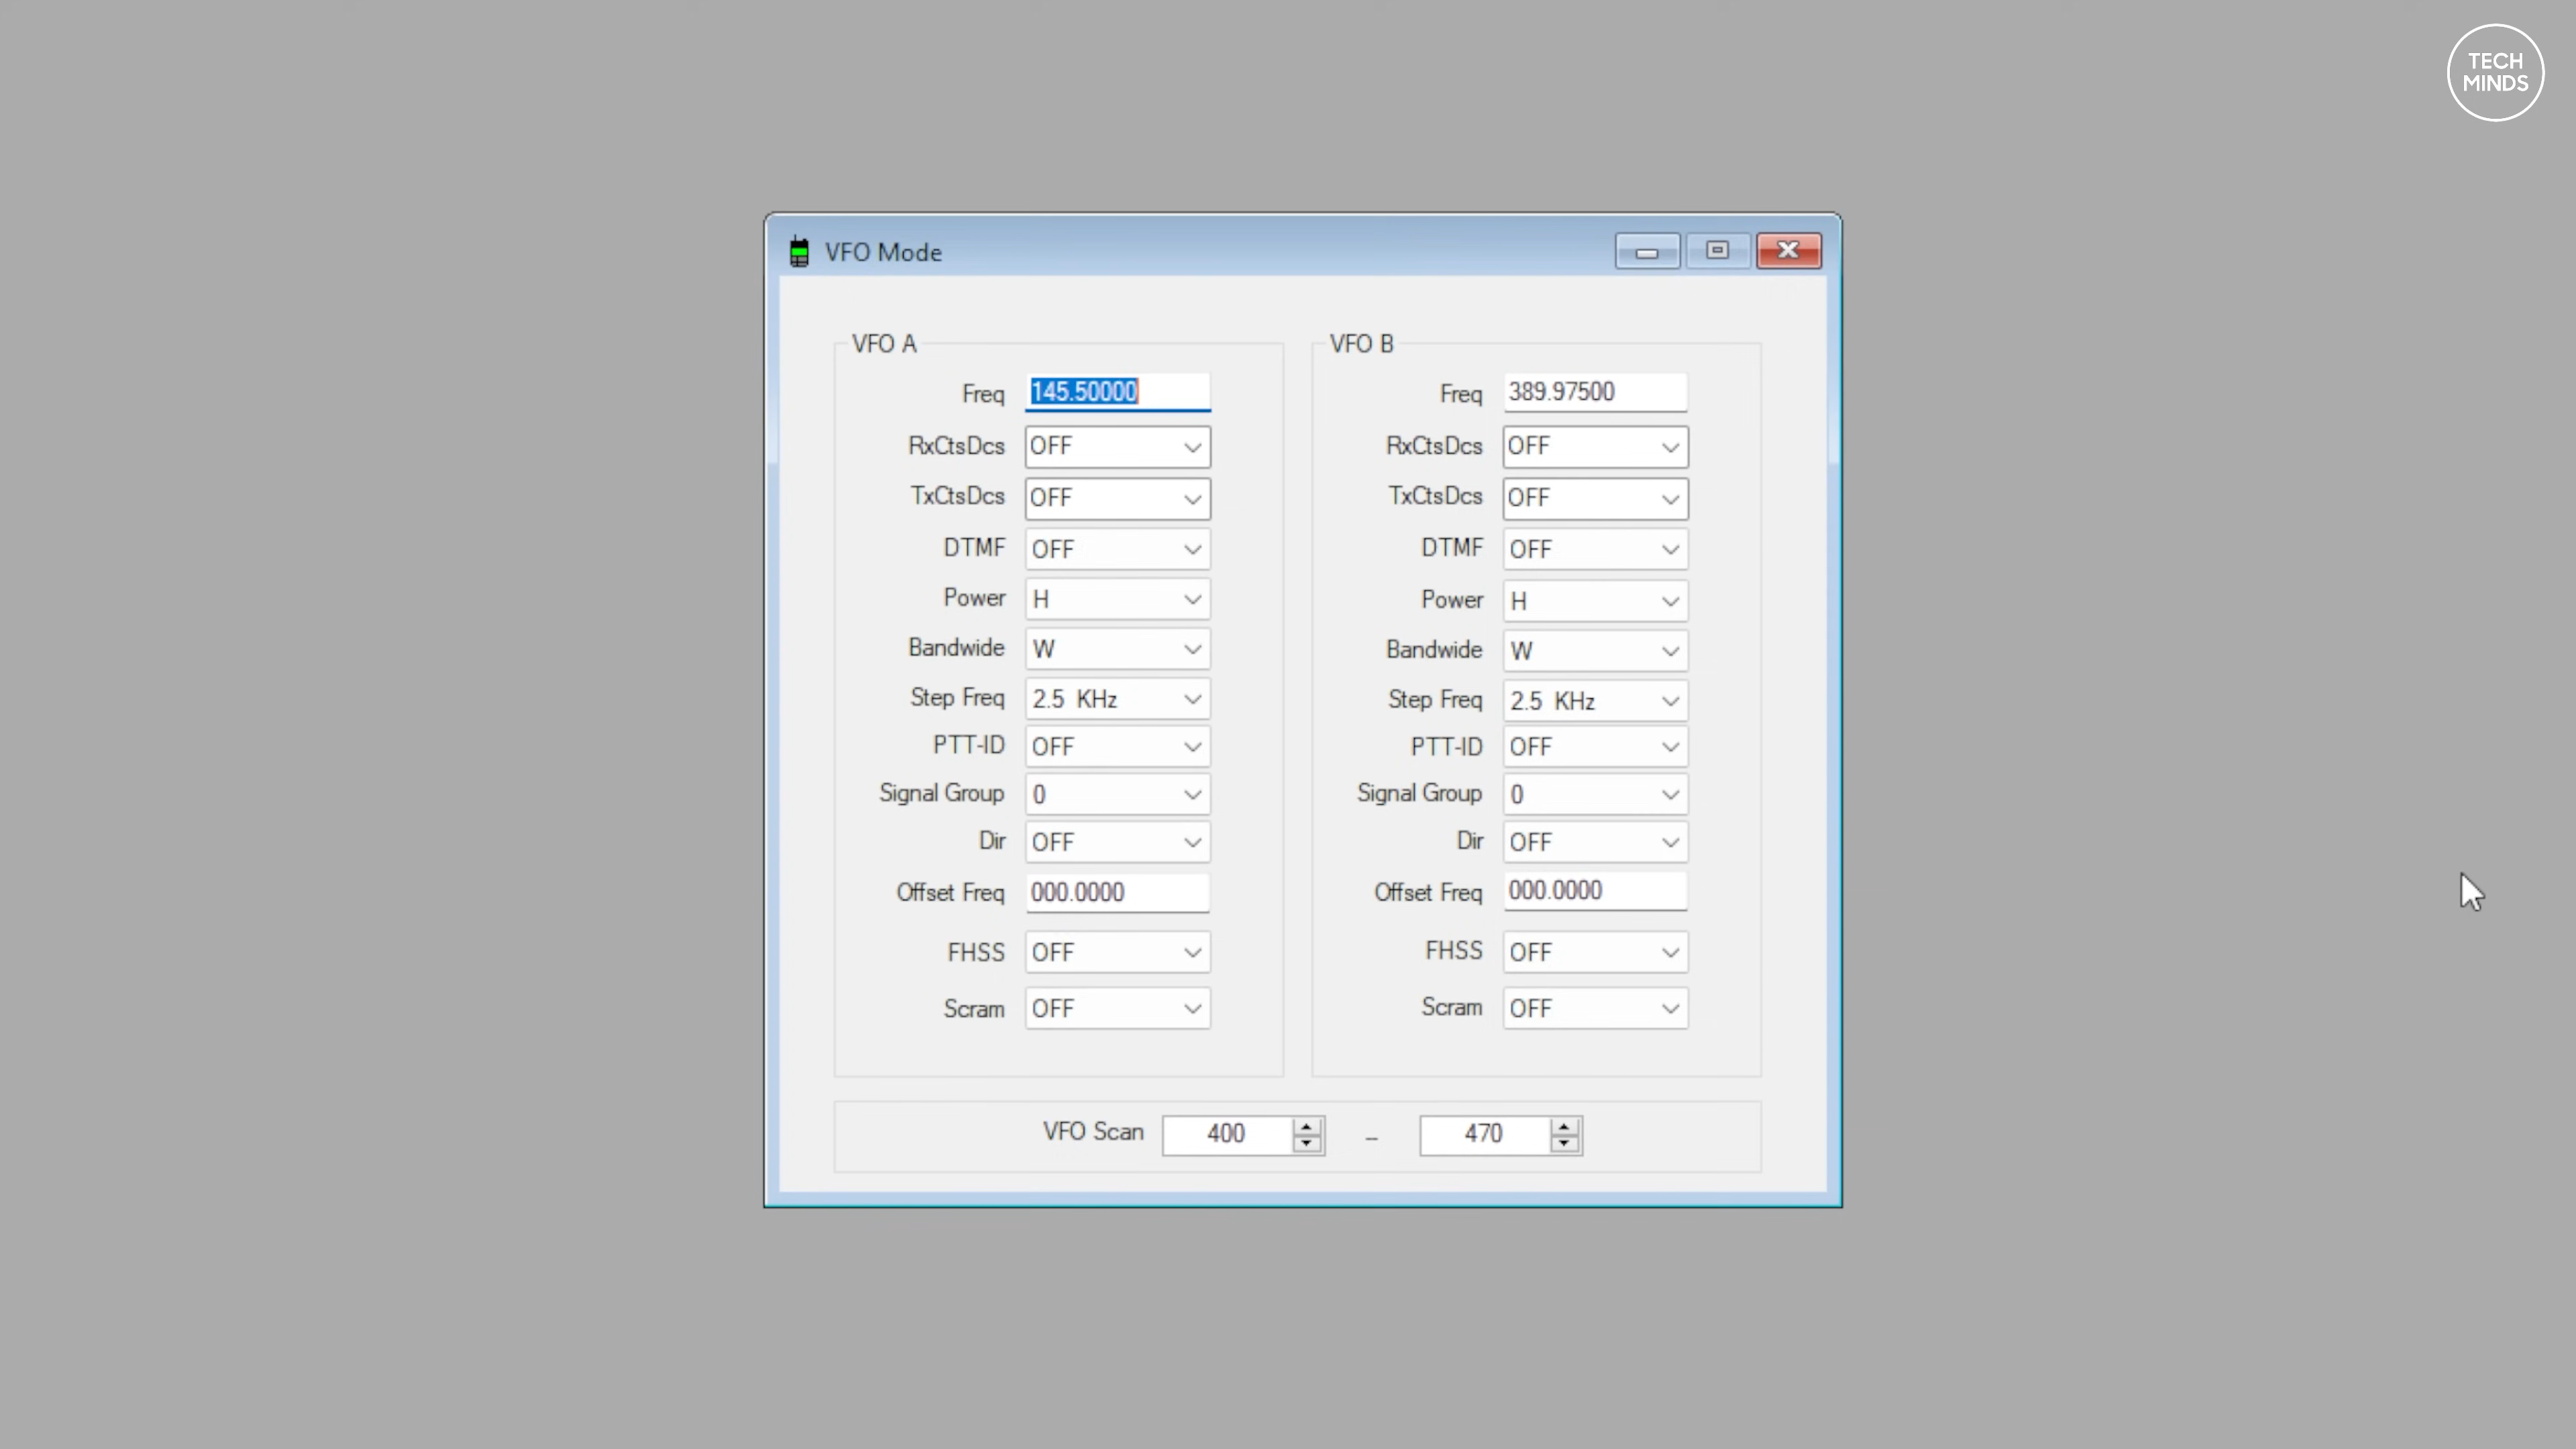 TECH
MINDS
VFO Mode
VFO A
Freq 145.50000
RxCtsDcs OFF
TxCtsDcs OFF
DTMF OFF
Power H
Bandwide W
Step Freq 2.5 KHz
PTT-ID OFF
Signal Group 0
Dir OFF
Offset Freq 000.0000
FHSS OFF
Scram OFF
VFO B
Freq 389.97500
RxCtsDcs OFF
TxCtsDcs OFF
DTMF OFF
Power H
Bandwide W
Step Freq 2.5 KHz
PTT-ID OFF
Signal Group 0
Dir OFF
Offset Freq 000.0000
FHSS OFF
Scram OFF
VFO Scan 400 – 470